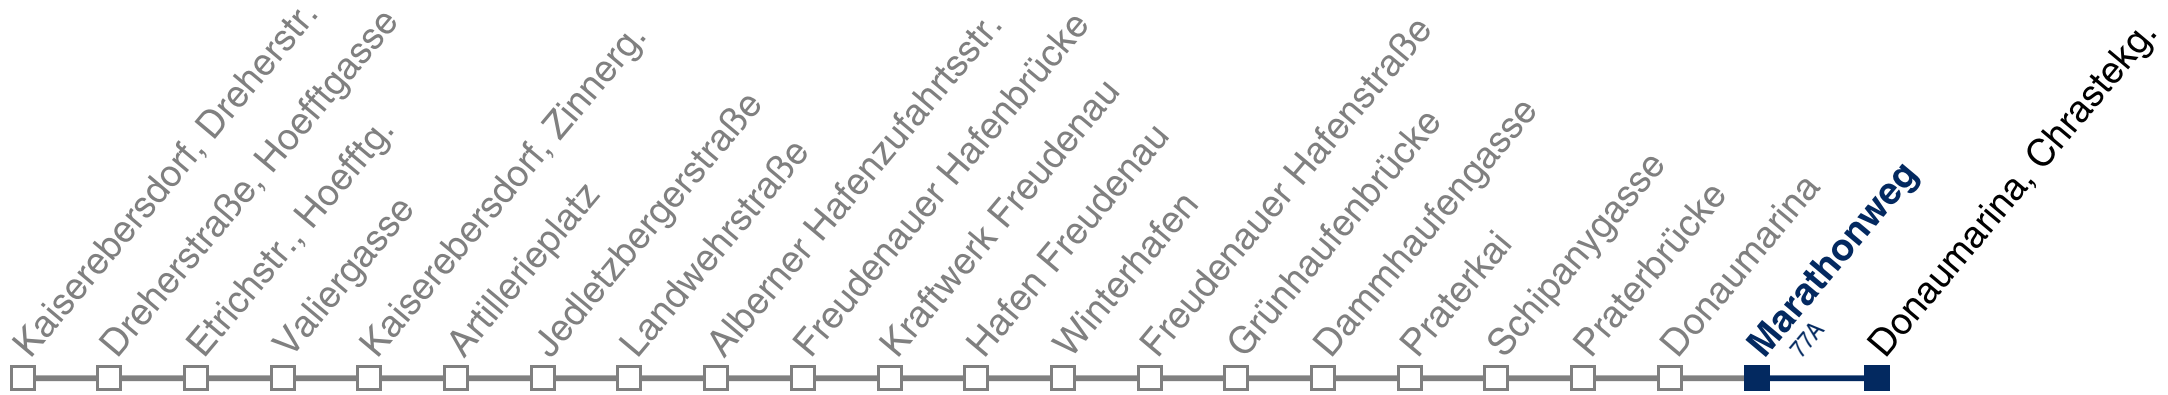 Kaiserebersdorf, Dreherstr.
Dreherstraße, Hoefftgasse
Etrichstr., Hoefftg.
Valiergasse
Kaiserebersdorf, Zinnerg.
Artillerieplatz
Jedletzbergerstraße
Landwehrstraße
Alberner Hafenzufahrtsstr.
Freudenauer Hafenbrücke
Kraftwerk Freudenau
Hafen Freudenau
Winterhafen
Freudenauer Hafenstraße
Grünhaufenbrücke
Dammhaufengasse
Praterkai
Schipanygasse
Praterbrücke
Donaumarina
Marathonweg
77A
Donaumarina, Chrastekg.